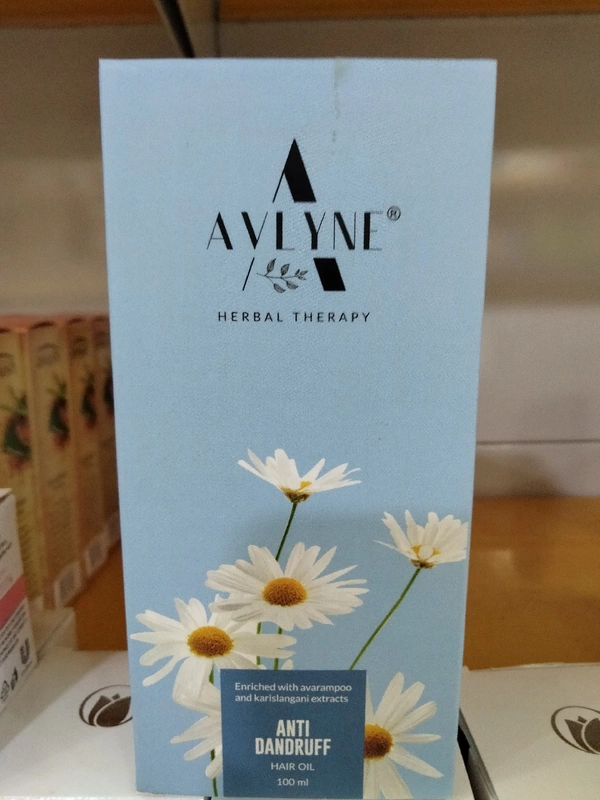 AVLYNE®
HERBAL THERAPY
Enriched with avarampoo
and karislangani extracts
ANTI
DANDRUFF
HAIR OIL
100 ml